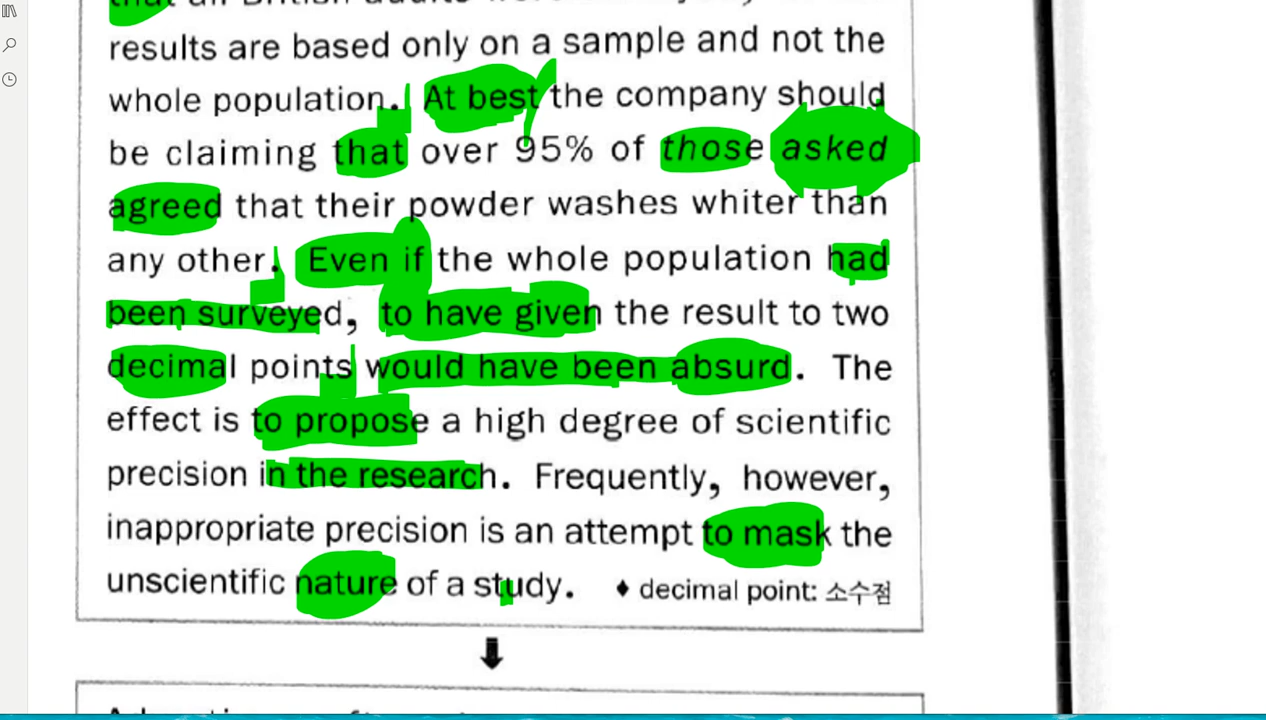 results are based only on a sample and not the
whole population. At best the company should
be claiming that over 95% of those asked
agreed that their powder washes whiter than
any other. Even if the whole population had
been surveyed, to have given the result to two
decimal points would have been absurd. The
effect is to propose a high degree of scientific
precision in the research. Frequently, however,
inappropriate precision is an attempt to mask the
unscientific nature of a study. ♦ decimal point: 소수점